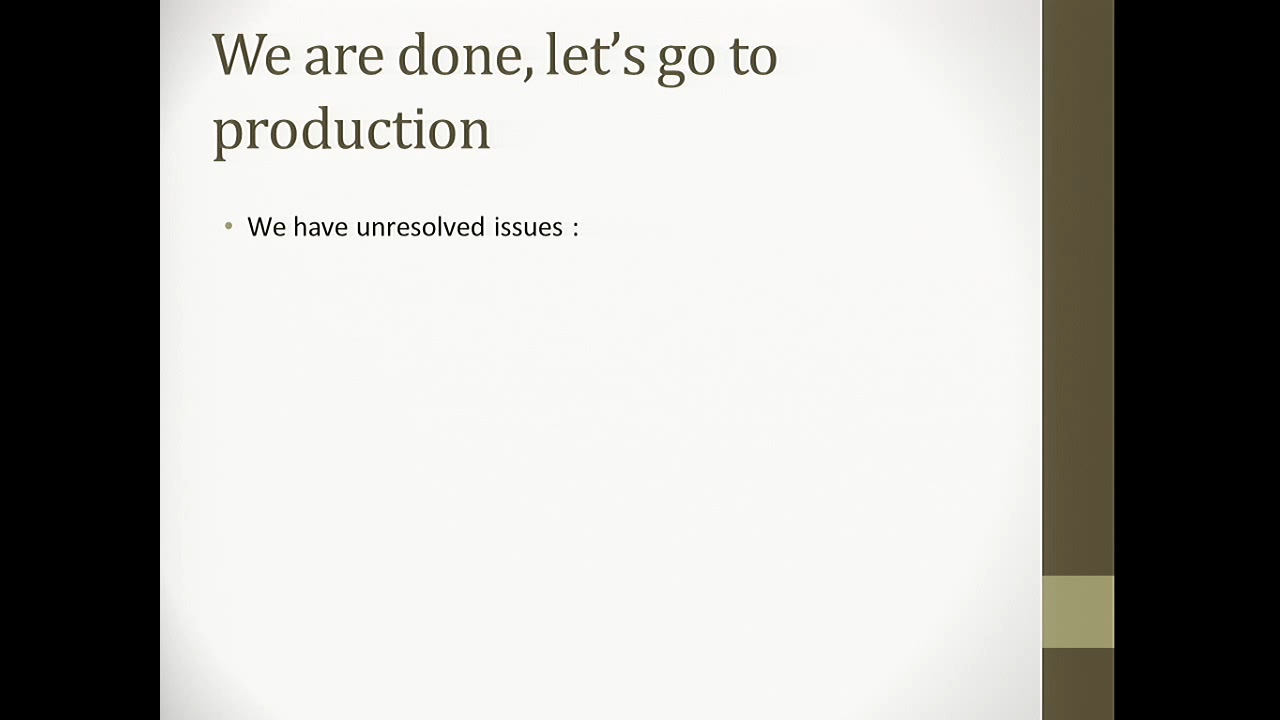 We are done, let’s go to
production
• We have unresolved issues :